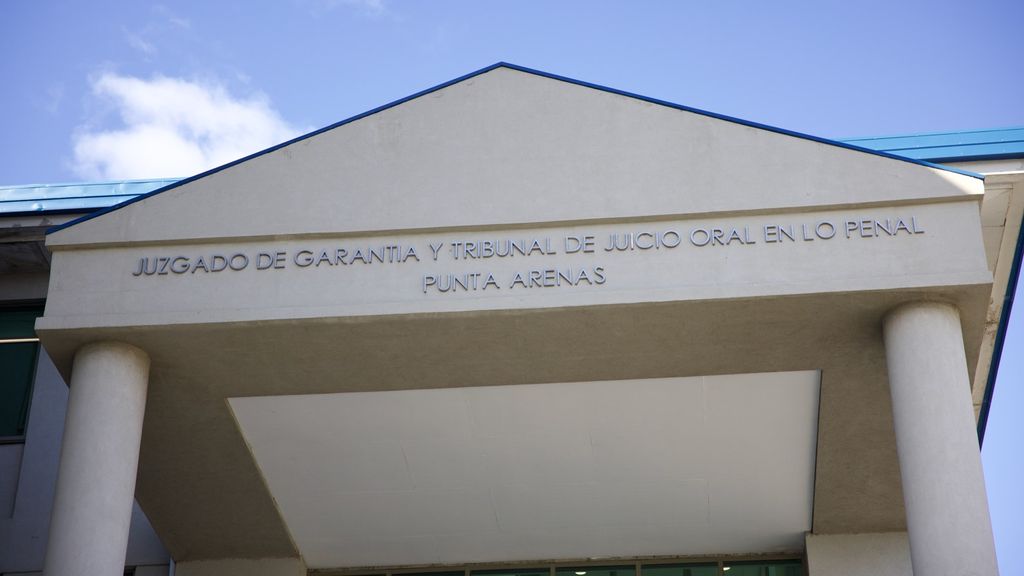 JUZGADO DE GARANTIA Y TRIBUNAL DE JUICIO ORAL EN LO PENAL
PUNTA ARENAS